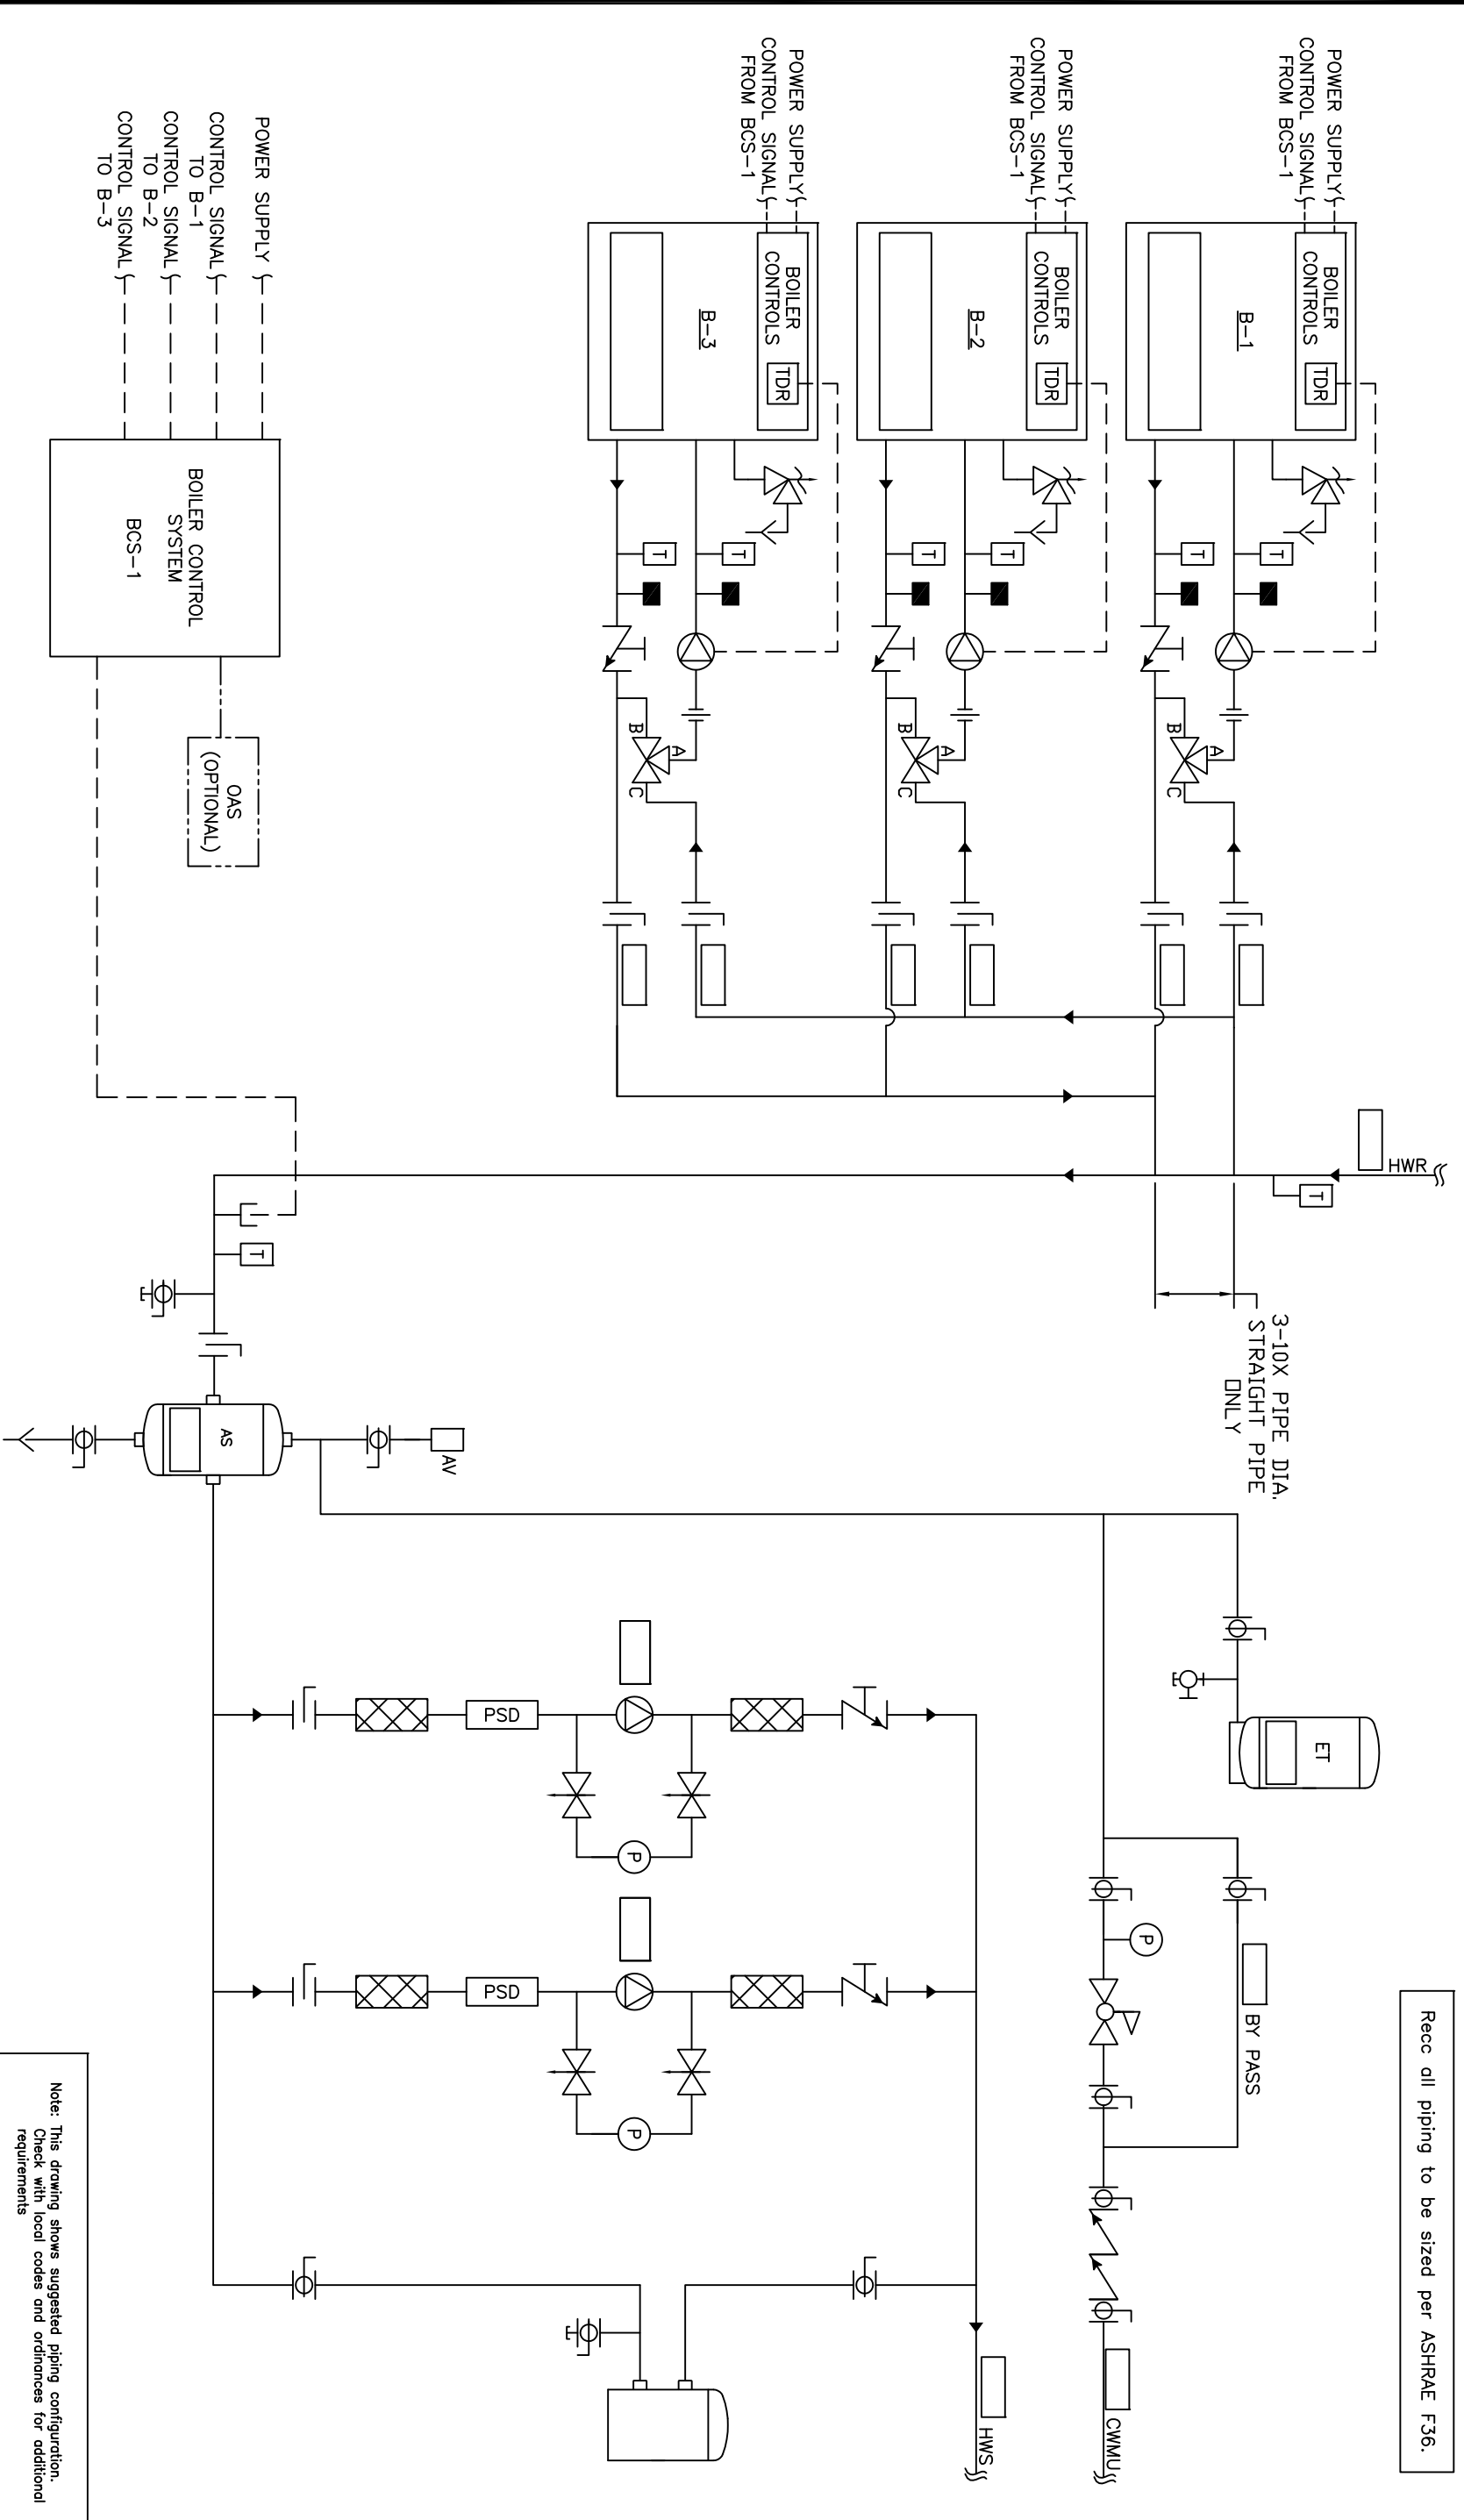 Recc all piping to be sized per ASHRAE F36.
POWER SUPPLY
CONTROL SIGNAL
FROM BCS-1
BOILER
CONTROLS
TDR
B-1
T
T
A
B
C
POWER SUPPLY
CONTROL SIGNAL
FROM BCS-1
BOILER
CONTROLS
TDR
B-2
T
T
A
B
C
POWER SUPPLY
CONTROL SIGNAL
FROM BCS-1
BOILER
CONTROLS
TDR
B-3
T
T
A
B
C
HWR
T
3-10X PIPE DIA.
STRAIGHT PIPE
ONLY
ET
BY PASS
P
CWMU
HWS
POWER SUPPLY
CONTROL SIGNAL
TO B-1
CONTROL SIGNAL
TO B-2
CONTROL SIGNAL
TO B-3
BOILER CONTROL
SYSTEM
BCS-1
OAS
(OPTIONAL)
T
AV
AS
PSD
P
PSD
P
Note: This drawing shows suggested piping configuration.
Check with local codes and ordinances for additional
requirements